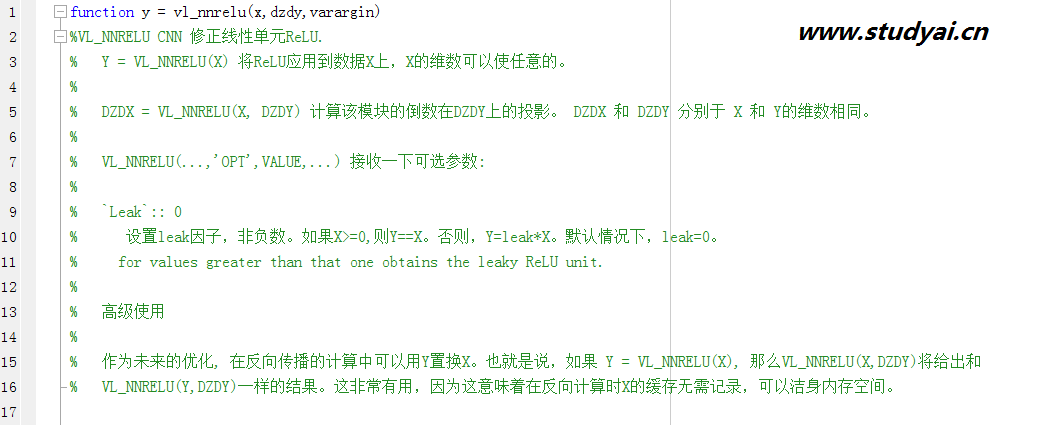 1 function y = vl_nnrelu(x,dzdy,varargin)
www.studyai.cn
2 %VL_NNRELU CNN 修正线性单元ReLU.
3 % Y = VL_NNRELU(X) 将ReLU应用到数据X上，X的维数可以使任意的。
4 %
5 % DZDX = VL_NNRELU(X, DZDY) 计算该模块的倒数在DZDY上的投影。 DZDX 和 DZDY 分别于 X 和 Y的维数相同。
6 %
7 % VL_NNRELU(...,'OPT',VALUE,...) 接收一下可选参数:
8 %
9 % `Leak`:: 0
10 % 设置leak因子，非负数。如果X>=0,则Y==X。否则，Y=leak*X。默认情况下，leak=0。
11 % for values greater than that one obtains the leaky ReLU unit.
12 %
13 % 高级使用
14 %
15 % 作为未来的优化, 在反向传播的计算中可以用Y置换X。也就是说，如果 Y = VL_NNRELU(X), 那么VL_NNRELU(X,DZDY)将给出和
16 % VL_NNRELU(Y,DZDY)一样的结果。这非常有用，因为这意味着在反向计算时X的缓存无需记录，可以洁身内存空间。
17